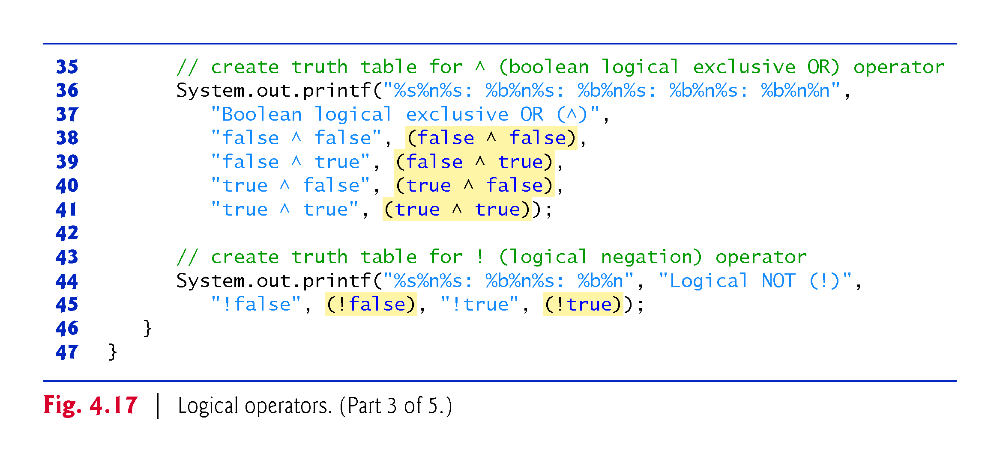 35 // create truth table for ^ (boolean logical exclusive OR) operator
36 System.out.printf("%s%n%s: %b%n%s: %b%n%s: %b%n%s: %b%n%n",
37 "Boolean logical exclusive OR (^)",
38 "false ^ false", (false ^ false),
39 "false ^ true", (false ^ true),
40 "true ^ false", (true ^ false),
41 "true ^ true", (true ^ true));
42
43 // create truth table for ! (logical negation) operator
44 System.out.printf("%s%n%s: %b%n%s: %b%n", "Logical NOT (!)",
45 "!false", (!false), "!true", (!true));
46 }
47 }
Fig. 4.17 | Logical operators. (Part 3 of 5.)